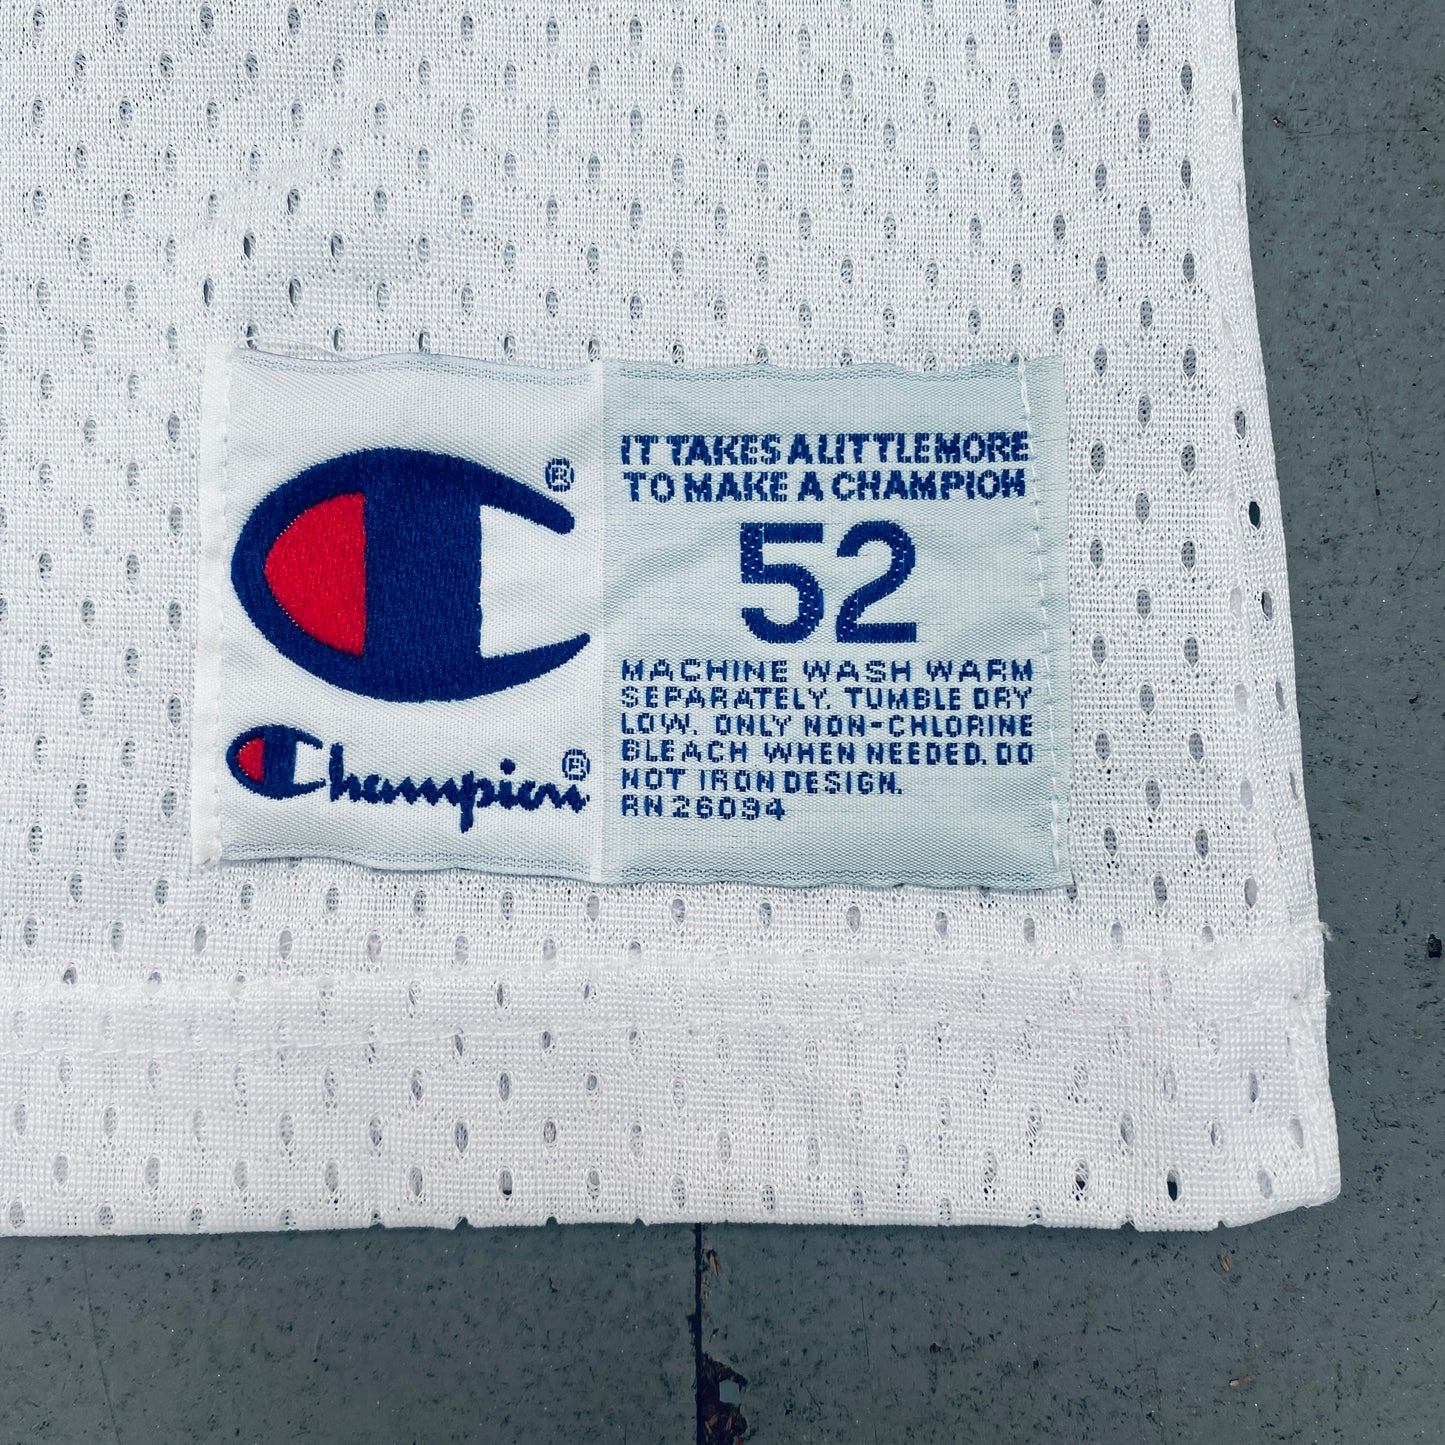 ®
Champion®
IT TAKES A LITTLE MORE
TO MAKE A CHAMPION
52
MACHINE WASH WARM
SEPARATELY. TUMBLE DRY
LOW. ONLY NON-CHLORINE
BLEACH WHEN NEEDED. DO
NOT IRON DESIGN.
RN 26094